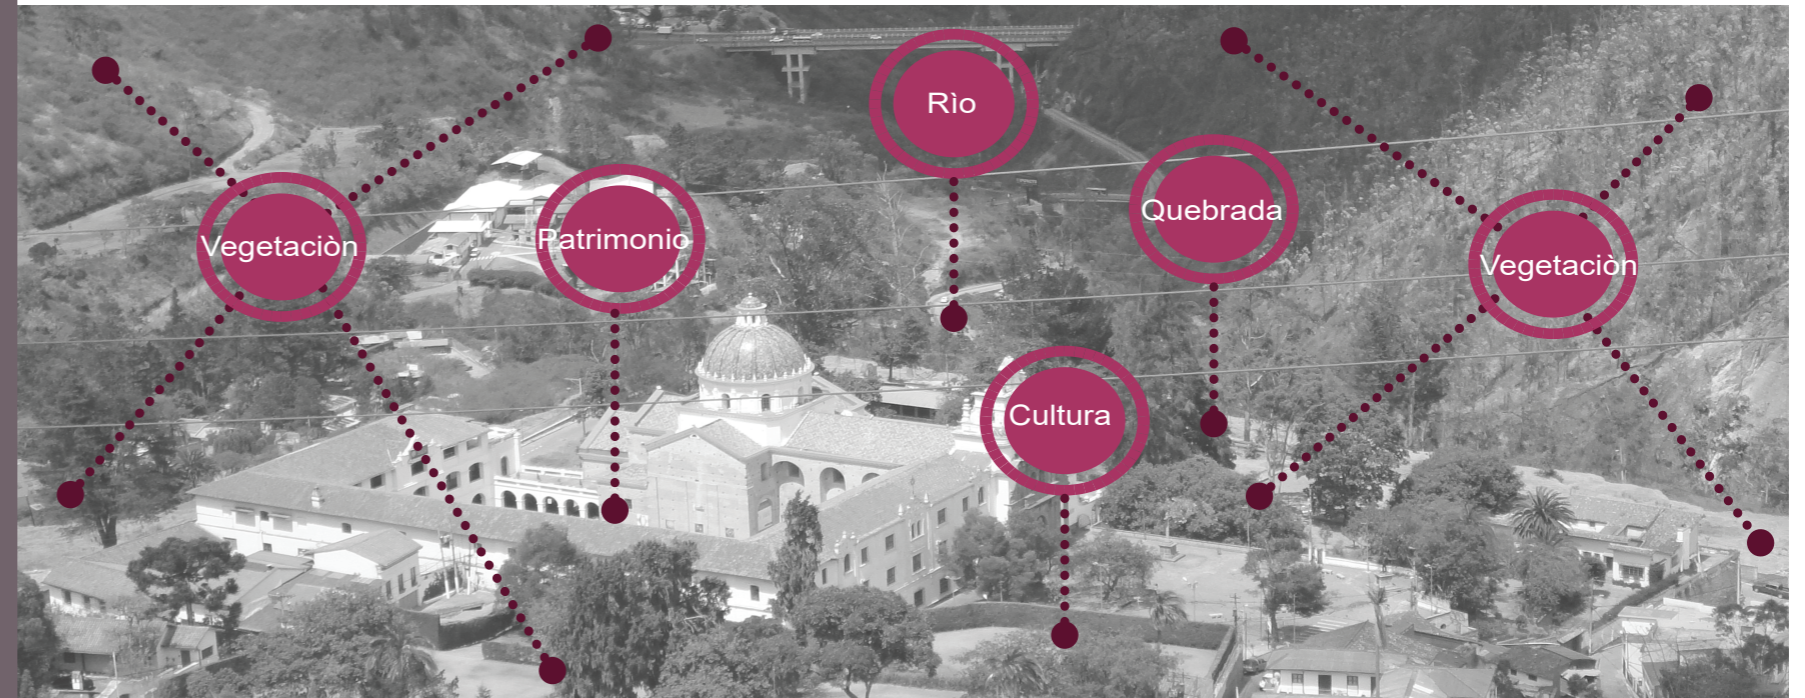 Rìo
Quebrada
Vegetaciòn
Patrimonio
Vegetaciòn
Cultura